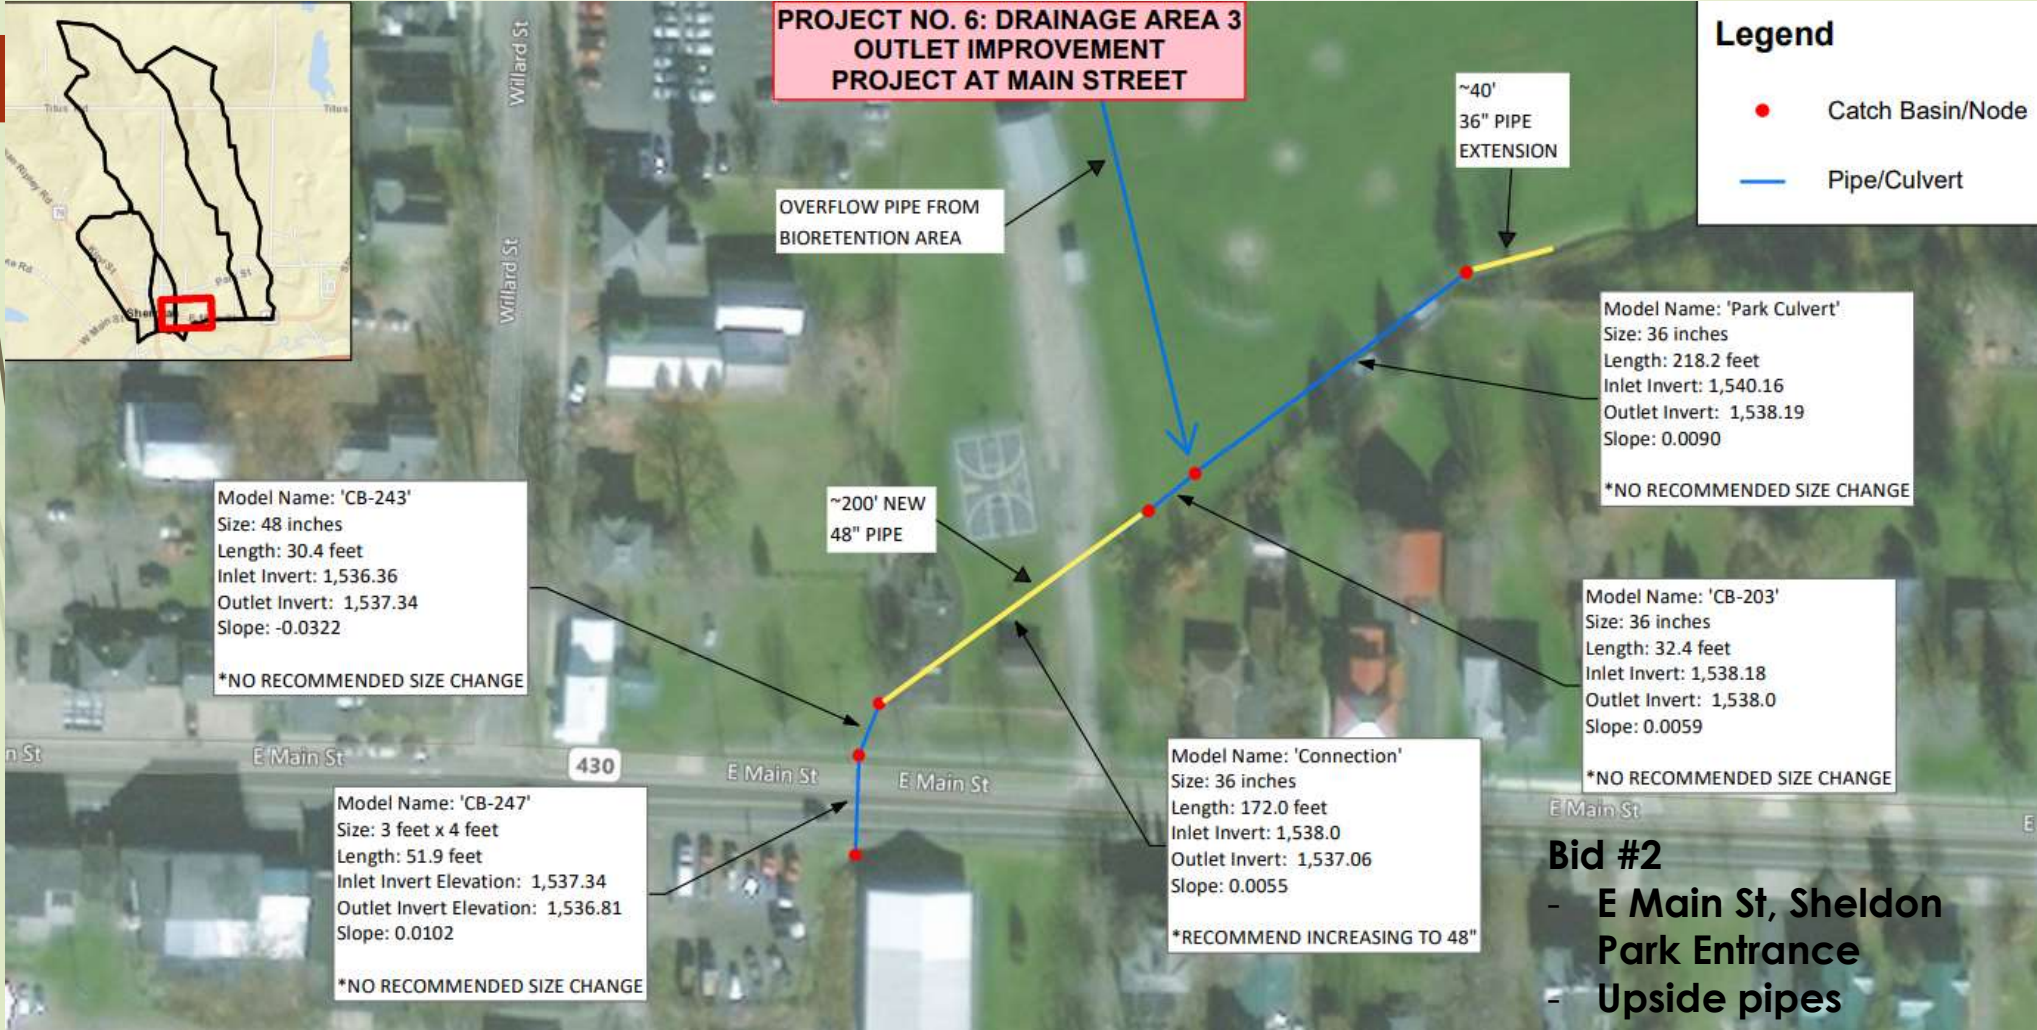 PROJECT NO. 6: DRAINAGE AREA 3
OUTLET IMPROVEMENT
PROJECT AT MAIN STREET
Legend
Catch Basin/Node
Pipe/Culvert
~40'
36" PIPE
EXTENSION
OVERFLOW PIPE FROM
BIORETENTION AREA
Willard St
Willard St
Titus
Park St
W Main St
Model Name: 'Park Culvert'
Size: 36 inches
Length: 218.2 feet
Inlet Invert: 1,540.16
Outlet Invert: 1,538.19
Slope: 0.0090
*NO RECOMMENDED SIZE CHANGE
Model Name: 'CB-243'
Size: 48 inches
Length: 30.4 feet
Inlet Invert: 1,536.36
Outlet Invert: 1,537.34
Slope: -0.0322
*NO RECOMMENDED SIZE CHANGE
~200' NEW
48" PIPE
Model Name: 'CB-203'
Size: 36 inches
Length: 32.4 feet
Inlet Invert: 1,538.18
Outlet Invert: 1,538.0
Slope: 0.0059
*NO RECOMMENDED SIZE CHANGE
n St
E Main St
430
E Main St
E Main St
E Main St
E
Model Name: 'Connection'
Size: 36 inches
Length: 172.0 feet
Inlet Invert: 1,538.0
Outlet Invert: 1,537.06
Slope: 0.0055
*RECOMMEND INCREASING TO 48"
Model Name: 'CB-247'
Size: 3 feet x 4 feet
Length: 51.9 feet
Inlet Invert Elevation: 1,537.34
Outlet Invert Elevation: 1,536.81
Slope: 0.0102
*NO RECOMMENDED SIZE CHANGE
Bid #2
- E Main St, Sheldon
Park Entrance
- Upside pipes